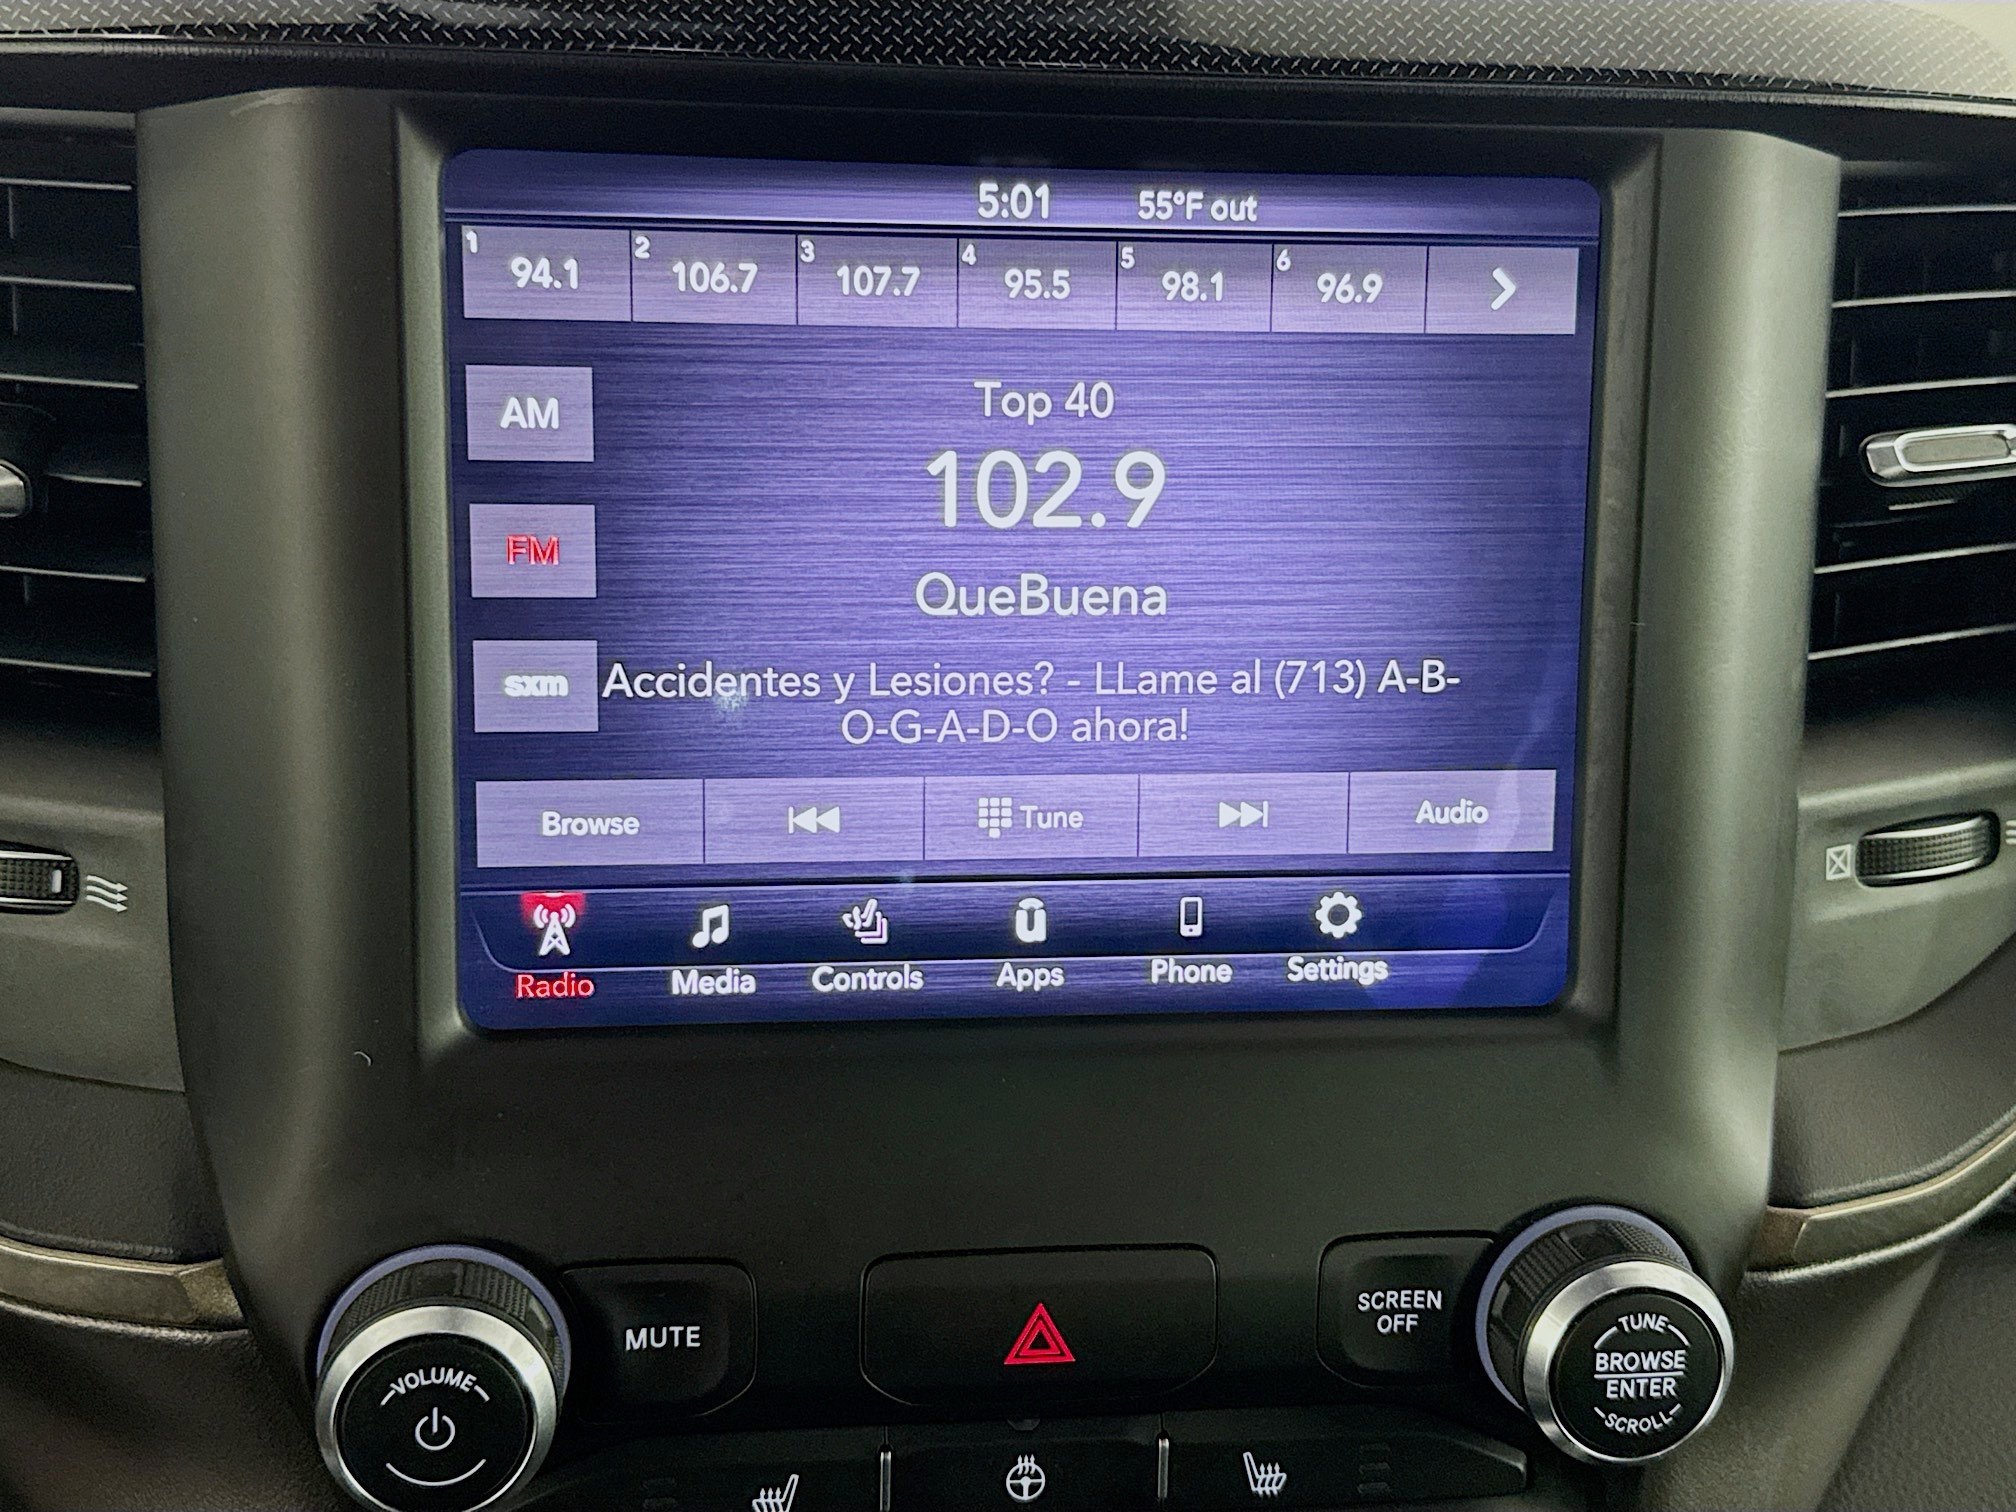 5:01 55°F out
1 94.1 2 106.7 3 107.7 4 95.5 5 98.1 6 96.9
AM
Top 40
102.9
FM
QueBuena
sxm
Accidentes y Lesiones? - LLame al (713) A-B-
O-G-A-D-O ahora!
Browse Tune Audio
Radio Media Controls Apps Phone Settings
MUTE
SCREEN
OFF
VOLUME
TUNE
BROWSE
ENTER
SCROLL